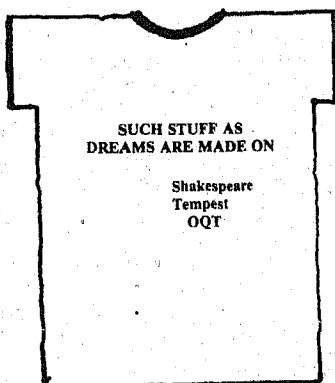 SUCH STUFF AS
DREAMS ARE MADE ON
Shakespeare
Tempest
OQT